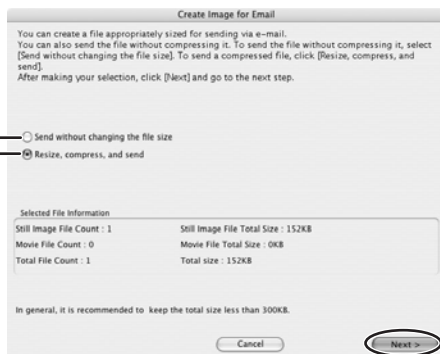 Create Image for Email
You can create a file appropriately sized for sending via e-mail.
You can also send the file without compressing it. To send the file without compressing it, select
[Send without changing the file size]. To send a compressed file, click [Resize, compress, and
send].
After making your selection, click [Next] and go to the next step.
Send without changing the file size
Resize, compress, and send
Selected File Information
Still Image File Count : 1 Still Image File Total Size : 152KB
Movie File Count : 0 Movie File Total Size : 0KB
Total File Count : 1 Total size : 152KB
In general, it is recommended to keep the total size less than 300KB.
Cancel Next >